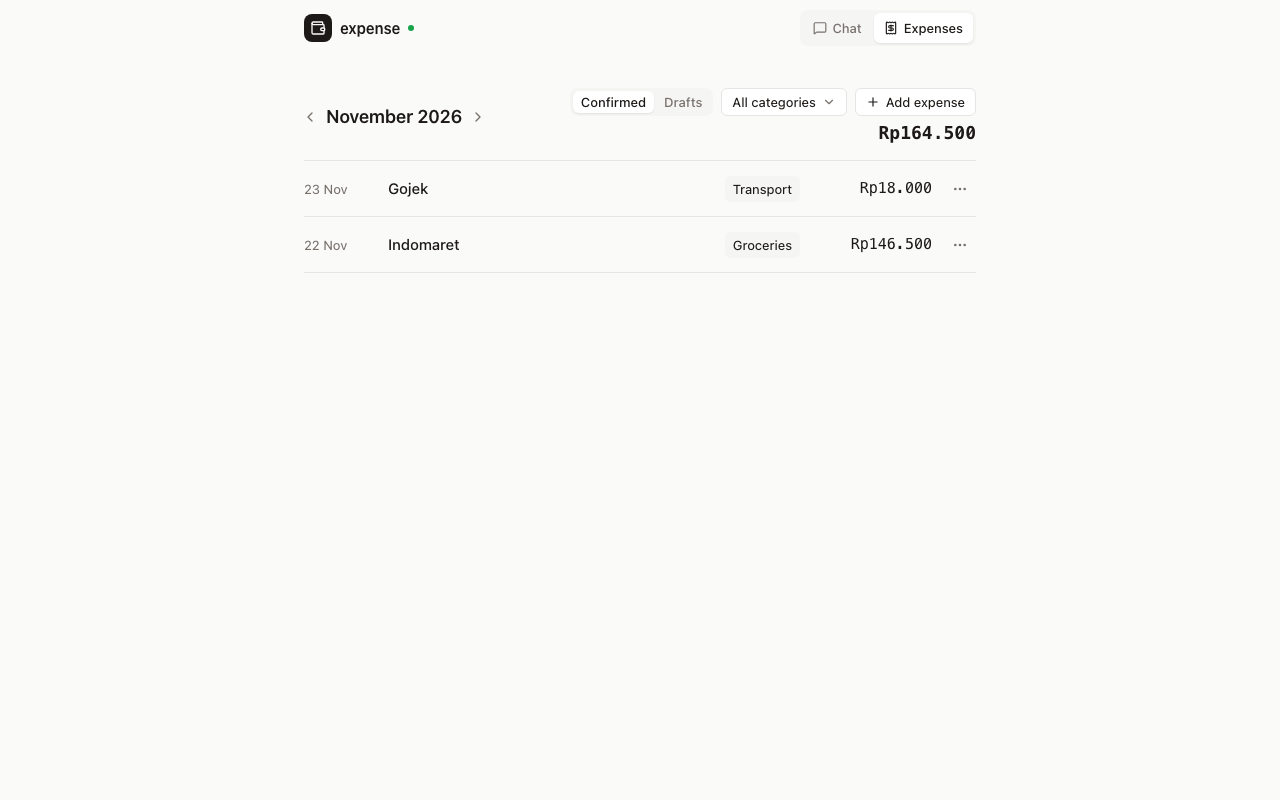 expense
Chat
Expenses
November 2026
Confirmed
Drafts
All categories
Add expense
Rp164.500
23 Nov Gojek Transport Rp18.000
22 Nov Indomaret Groceries Rp146.500